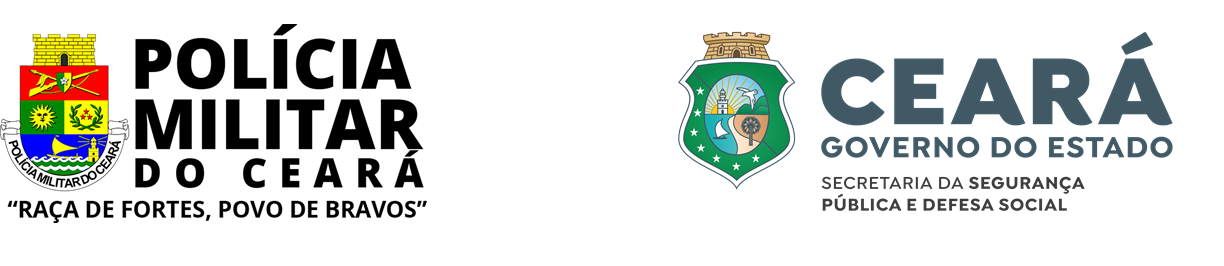 POLÍCIA
MILITAR
DO CEARÁ
POLÍCIA MILITAR DO CEARÁ
“RAÇA DE FORTES, POVO DE BRAVOS”
CEARÁ
GOVERNO DO ESTADO
SECRETARIA DA SEGURANÇA
PÚBLICA E DEFESA SOCIAL